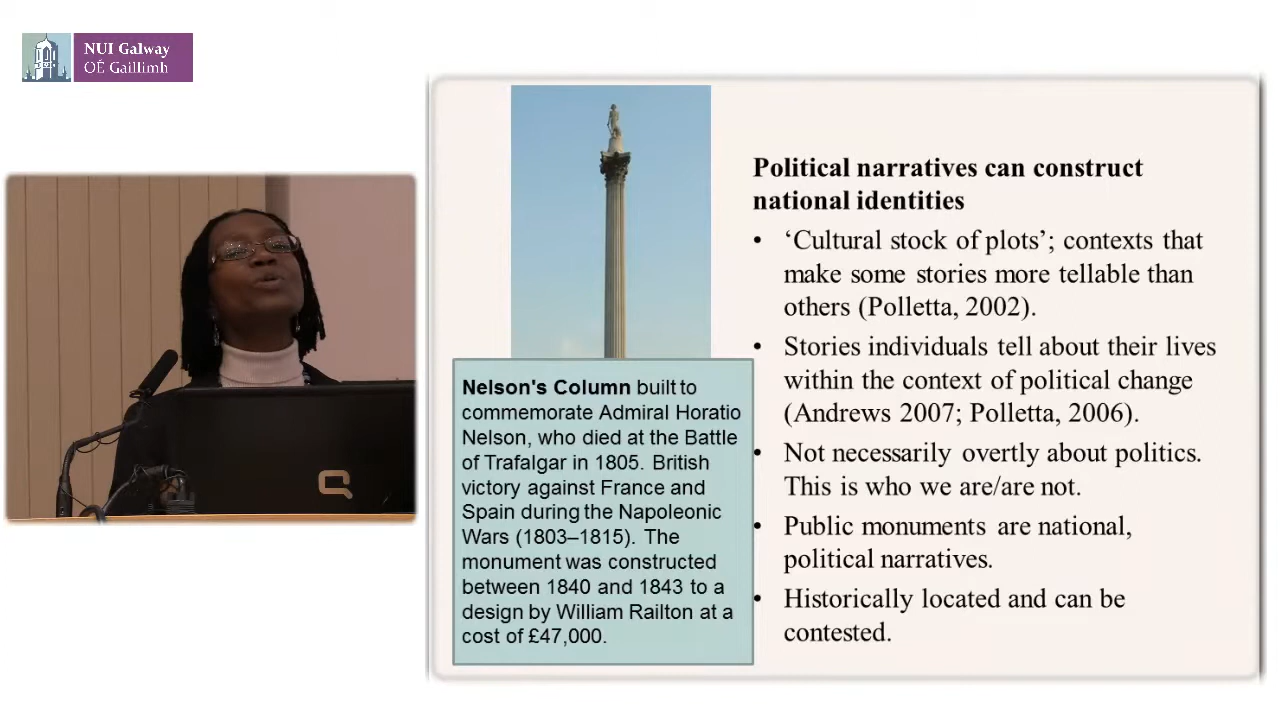 NUI Galway
OÉ Gaillimh
Political narratives can construct
national identities
• ‘Cultural stock of plots’; contexts that
make some stories more tellable than
others (Polletta, 2002).
• Stories individuals tell about their lives
within the context of political change
(Andrews 2007; Polletta, 2006).
• Not necessarily overtly about politics.
This is who we are/are not.
• Public monuments are national,
political narratives.
• Historically located and can be
contested.
Nelson's Column built to
commemorate Admiral Horatio
Nelson, who died at the Battle
of Trafalgar in 1805. British
victory against France and
Spain during the Napoleonic
Wars (1803–1815). The
monument was constructed
between 1840 and 1843 to a
design by William Railton at a
cost of £47,000.